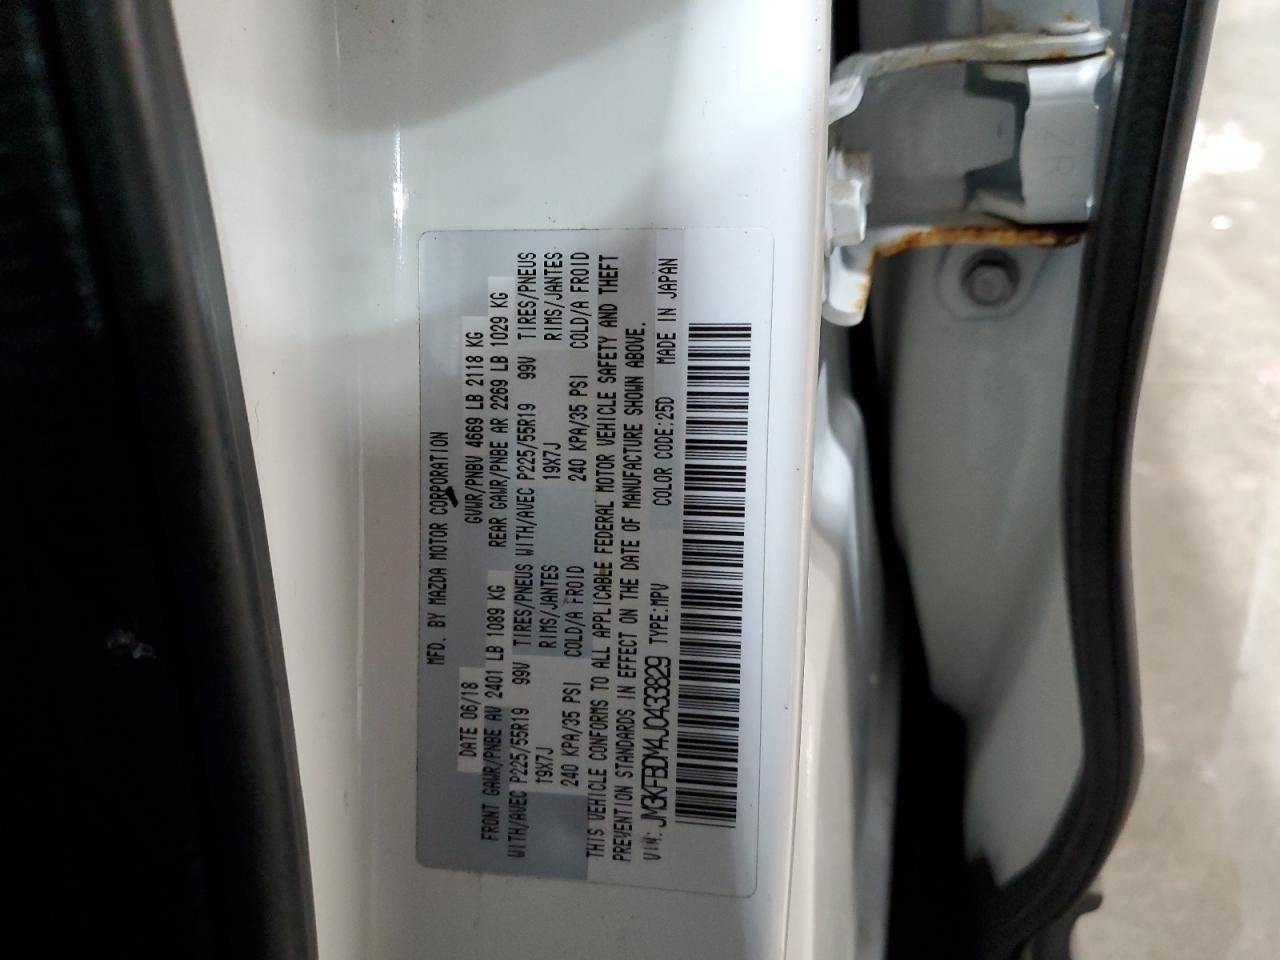 MFD. BY MAZDA MOTOR CORPORATION
DATE 06/18 GVWR/PNBV 4669 LB 2118 KG
FRONT GAWR/PNBE AV 2401 LB 1089 KG REAR GAWR/PNBE AR 2269 LB 1029 KG
WITH/AVEC P225/55R19 99V TIRES/PNEUS WITH/AVEC P225/55R19 99V TIRES/PNEUS
19X7J RIMS/JANTES 19X7J RIMS/JANTES
240 KPA/35 PSI COLD/A FROID 240 KPA/35 PSI COLD/A FROID
THIS VEHICLE CONFORMS TO ALL APPLICABLE FEDERAL MOTOR VEHICLE SAFETY AND THEFT
PREVENTION STANDARDS IN EFFECT ON THE DATE OF MANUFACTURE SHOWN ABOVE.
VIN: JM3KFBDM4J0433829 TYPE:MPV COLOR CODE:25D MADE IN JAPAN
ZR